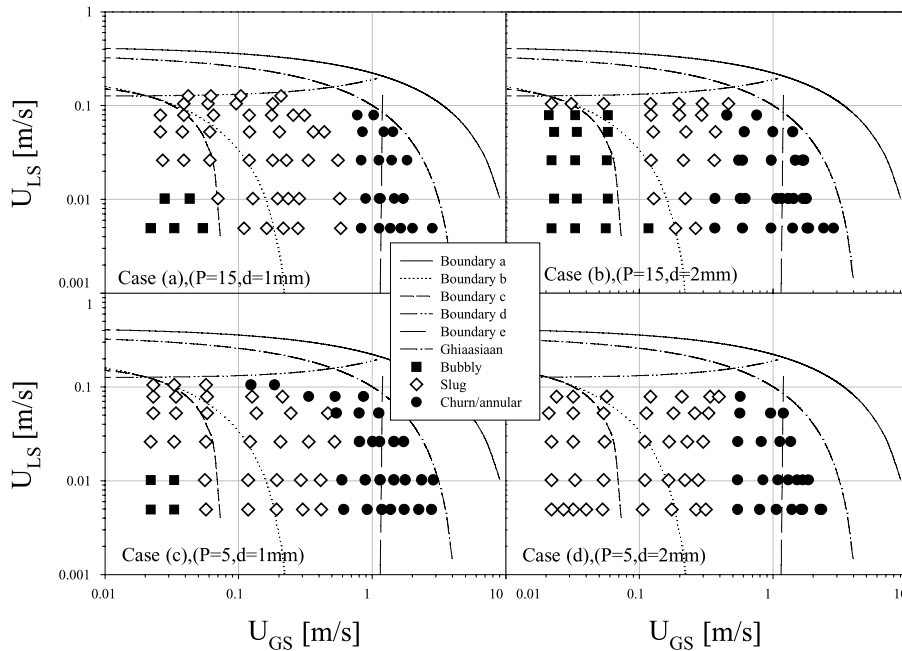 1
0.1
0.01
0.001
U_LS [m/s]
Case (a),(P=15,d=1mm)
Case (b),(P=15,d=2mm)
Boundary a
Boundary b
Boundary c
Boundary d
Boundary e
Ghiaasiaan
Bubbly
Slug
Churn/annular
1
0.1
0.01
0.001
U_LS [m/s]
Case (c),(P=5,d=1mm)
Case (d),(P=5,d=2mm)
0.01 0.1 1 0.01 0.1 1 10
U_GS [m/s] U_GS [m/s]